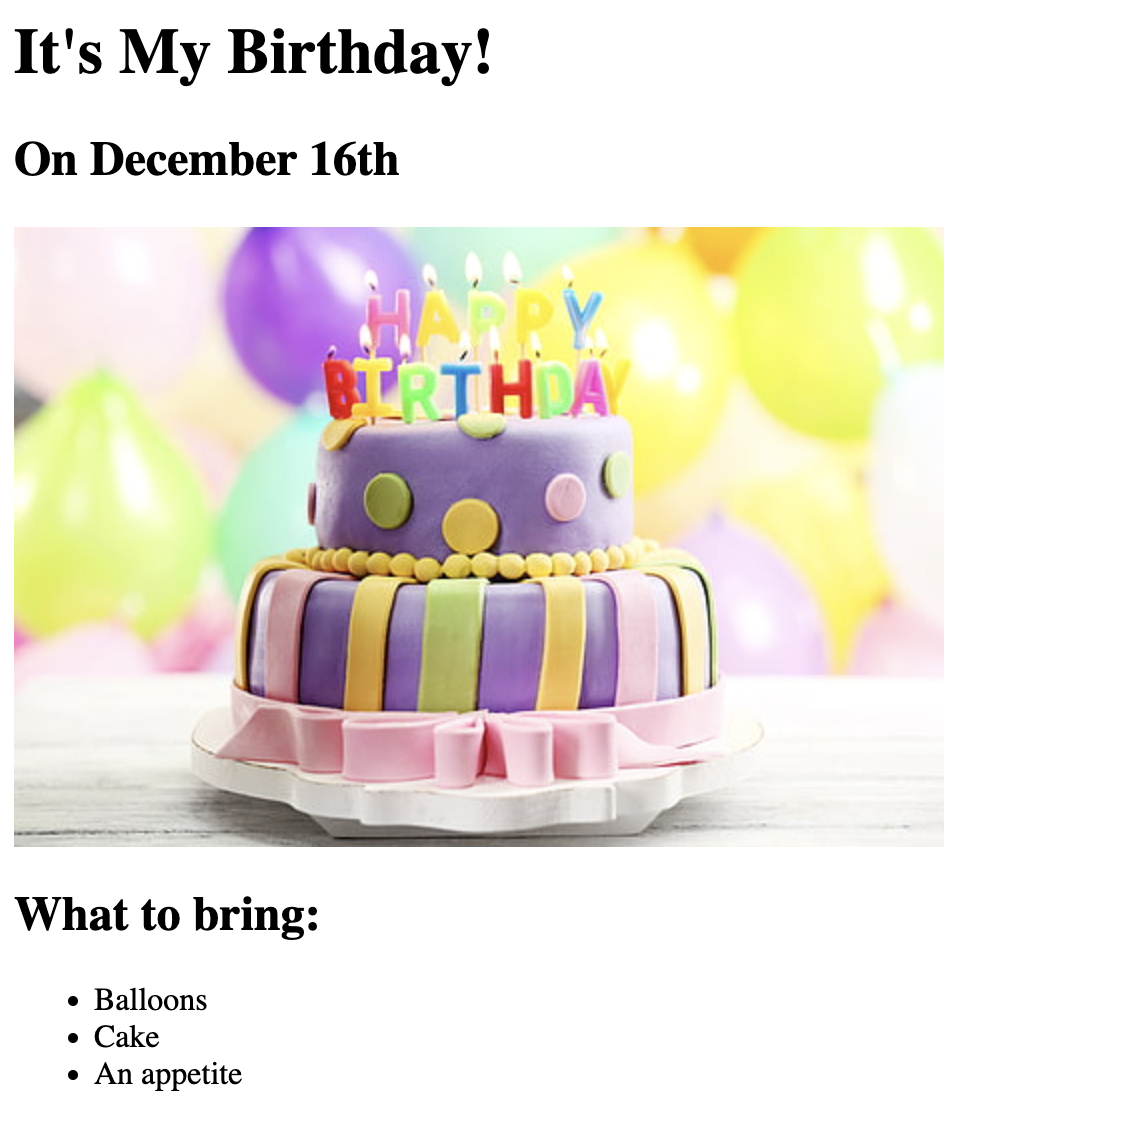 It's My Birthday!
On December 16th
HAPPY
BIRTHDAY
What to bring:
• Balloons
• Cake
• An appetite